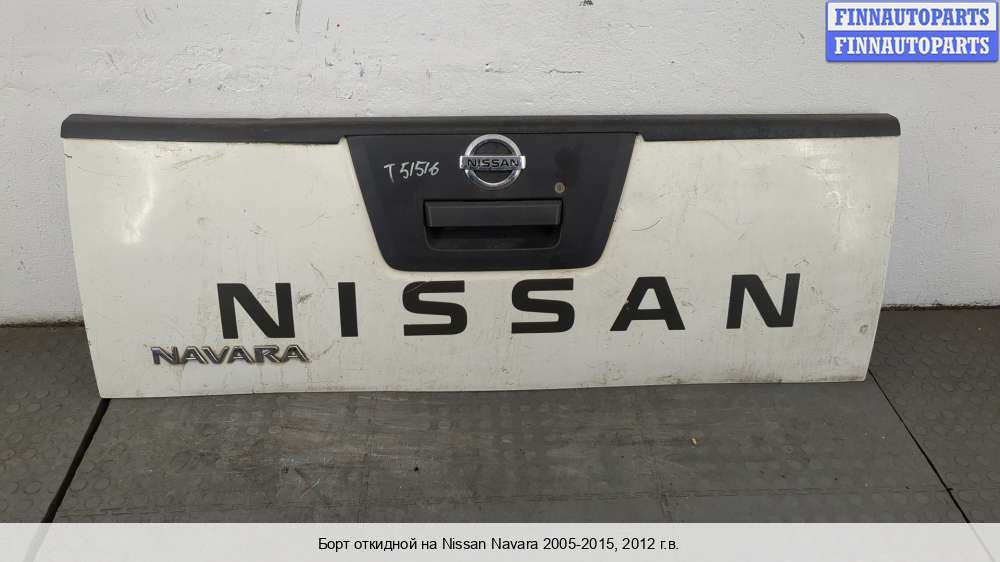 FINNAUTOPARTS
FINNAUTOPARTS
NISSAN
T 51516
NISSAN
NAVARA
Борт откидной на Nissan Navara 2005-2015, 2012 г.в.